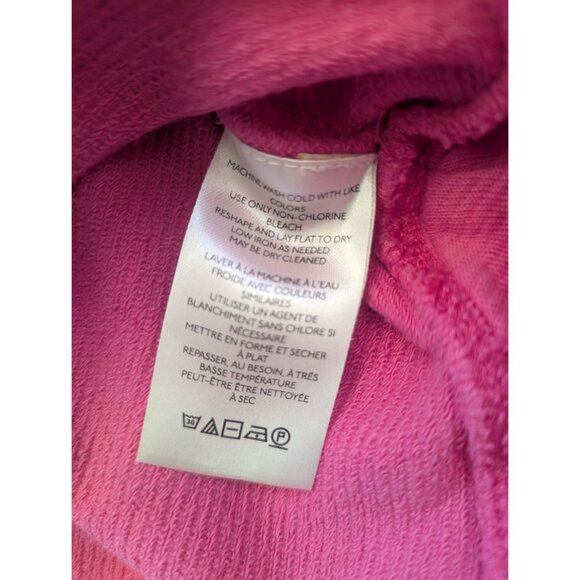 MACHINE WASH COLD WITH LIKE
COLORS
USE ONLY NON-CHLORINE
BLEACH
RESHAPE AND LAY FLAT TO DRY
LOW IRON AS NEEDED
MAY BE DRY CLEANED
LAVER À LA MACHINE À L'EAU
FROIDE AVEC COULEURS
SIMILAIRES
UTILISER UN AGENT DE
BLANCHIMENT SANS CHLORE SI
NÉCESSAIRE
METTRE EN FORME ET SECHER
À PLAT
REPASSER, AU BESOIN, À TRÉS
BASSE TEMPÉRATURE
PEUT-ÊTRE ÊTRE NETTOYÉE
À SEC
30 P